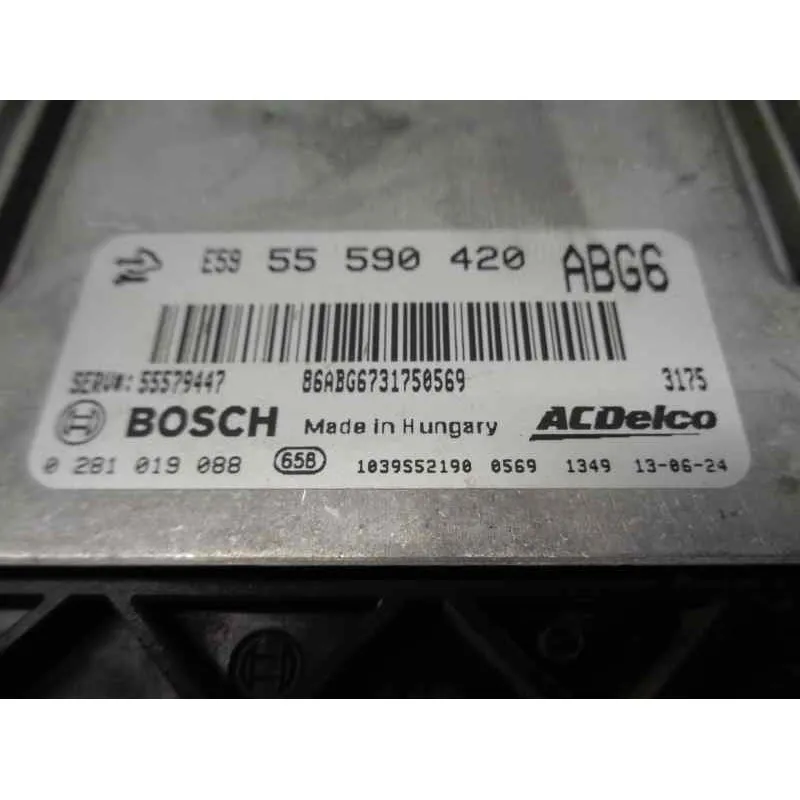 E59 55 590 420 ABG6
SERV#: 55579447 86ABG6731750569 3175
BOSCH Made in Hungary ACDelco
0 281 019 088 658 1039S52190 0569 1349 13-06-24